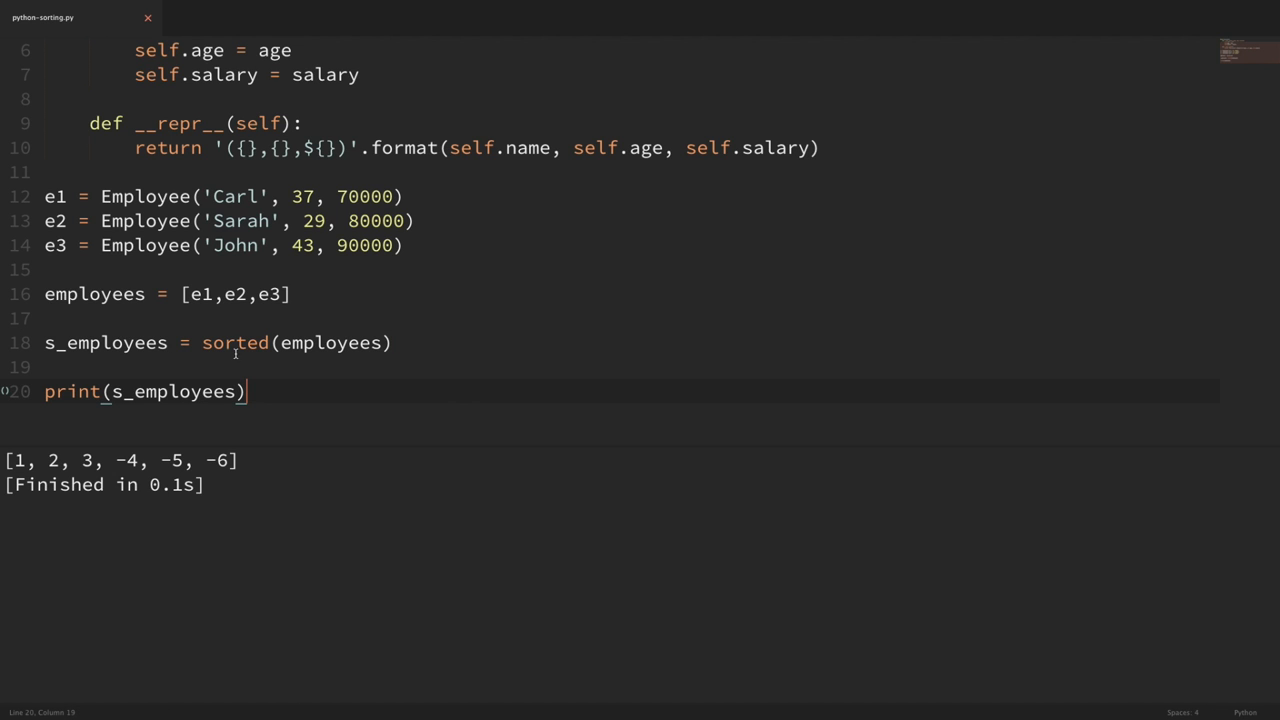 python-sorting.py ×
6 self.age = age
7 self.salary = salary
8
9 def __repr__(self):
10 return '({},{},${})'.format(self.name, self.age, self.salary)
11
12 e1 = Employee('Carl', 37, 70000)
13 e2 = Employee('Sarah', 29, 80000)
14 e3 = Employee('John', 43, 90000)
15
16 employees = [e1,e2,e3]
17
18 s_employees = sorted(employees)
19
()20 print(s_employees)
[1, 2, 3, -4, -5, -6]
[Finished in 0.1s]
Line 20, Column 19 Spaces: 4 Python